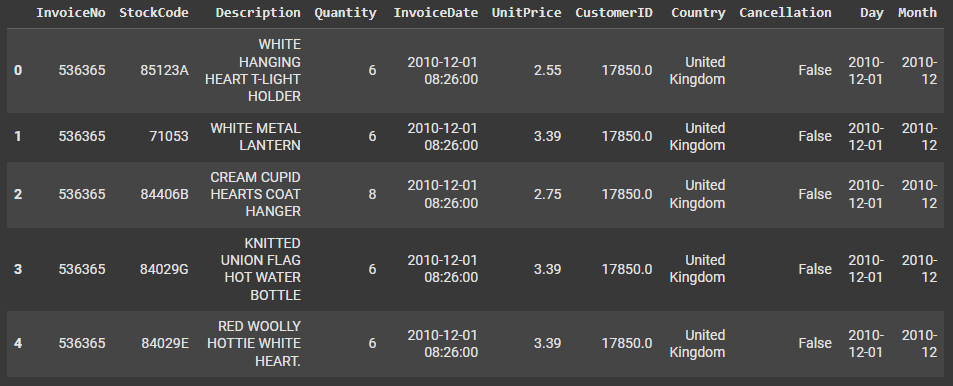 InvoiceNo StockCode Description Quantity InvoiceDate UnitPrice CustomerID Country Cancellation Day Month
0 536365 85123A WHITE HANGING HEART T-LIGHT HOLDER 6 2010-12-01 08:26:00 2.55 17850.0 United Kingdom False 2010-12-01 2010-12
1 536365 71053 WHITE METAL LANTERN 6 2010-12-01 08:26:00 3.39 17850.0 United Kingdom False 2010-12-01 2010-12
2 536365 84406B CREAM CUPID HEARTS COAT HANGER 8 2010-12-01 08:26:00 2.75 17850.0 United Kingdom False 2010-12-01 2010-12
3 536365 84029G KNITTED UNION FLAG HOT WATER BOTTLE 6 2010-12-01 08:26:00 3.39 17850.0 United Kingdom False 2010-12-01 2010-12
4 536365 84029E RED WOOLLY HOTTIE WHITE HEART. 6 2010-12-01 08:26:00 3.39 17850.0 United Kingdom False 2010-12-01 2010-12